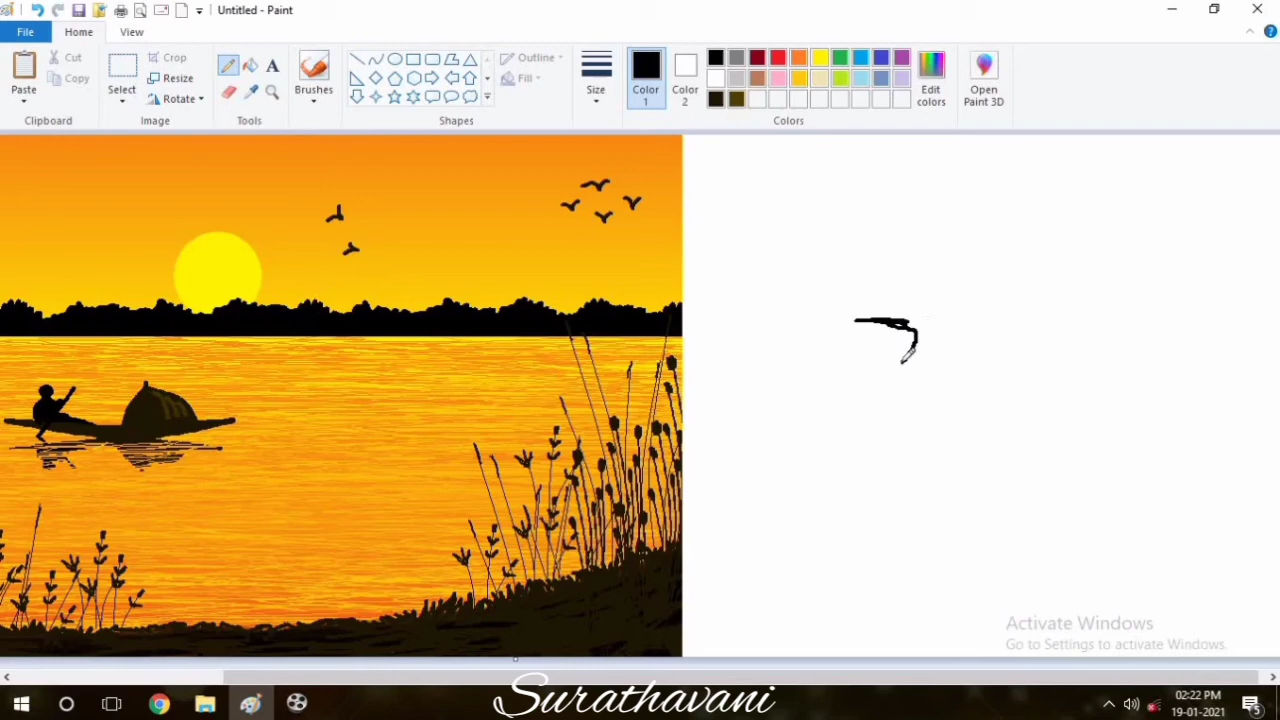 Untitled - Paint
File
Home
View
Paste
Cut
Copy
Clipboard
Select
Crop
Resize
Rotate
Image
A
Tools
Brushes
Shapes
Outline
Fill
Size
Color 1
Color 2
Colors
Edit colors
Open Paint 3D
Activate Windows
Go to Settings to activate Windows.
Surathavani
02:22 PM
19-01-2021
5